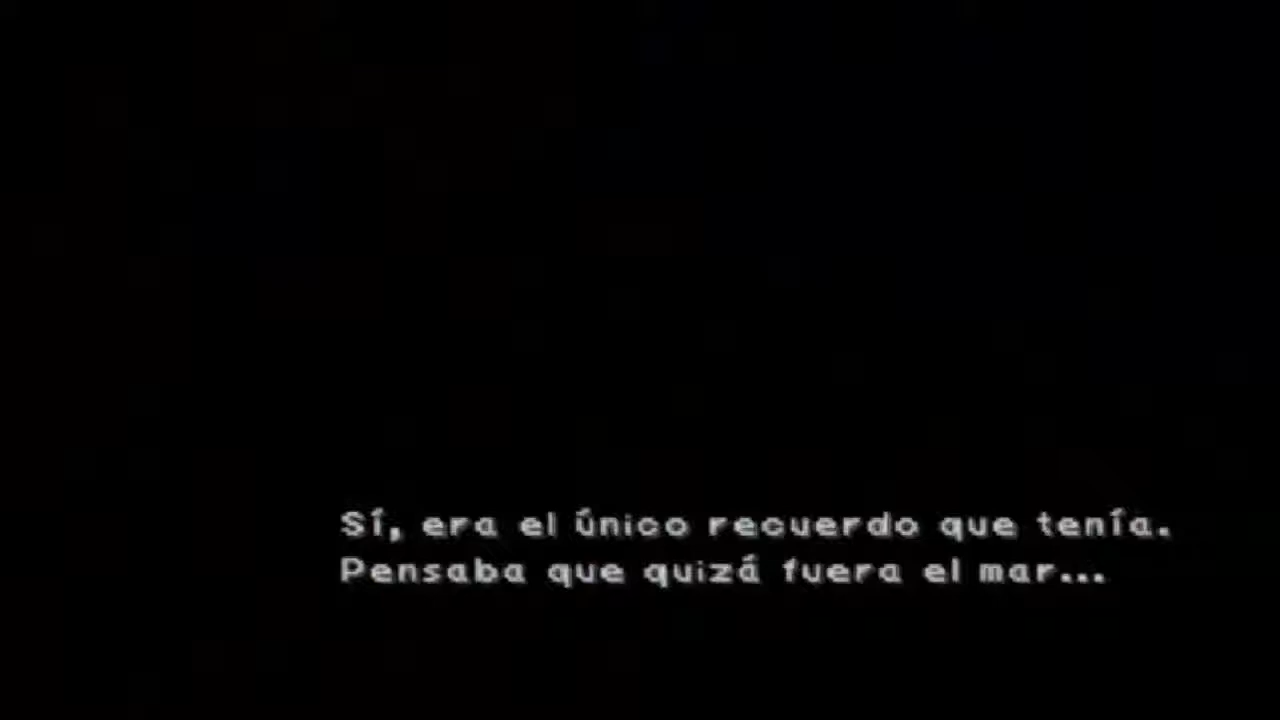 Sí, era el único recuerdo que tenía.
Pensaba que quizá fuera el mar...